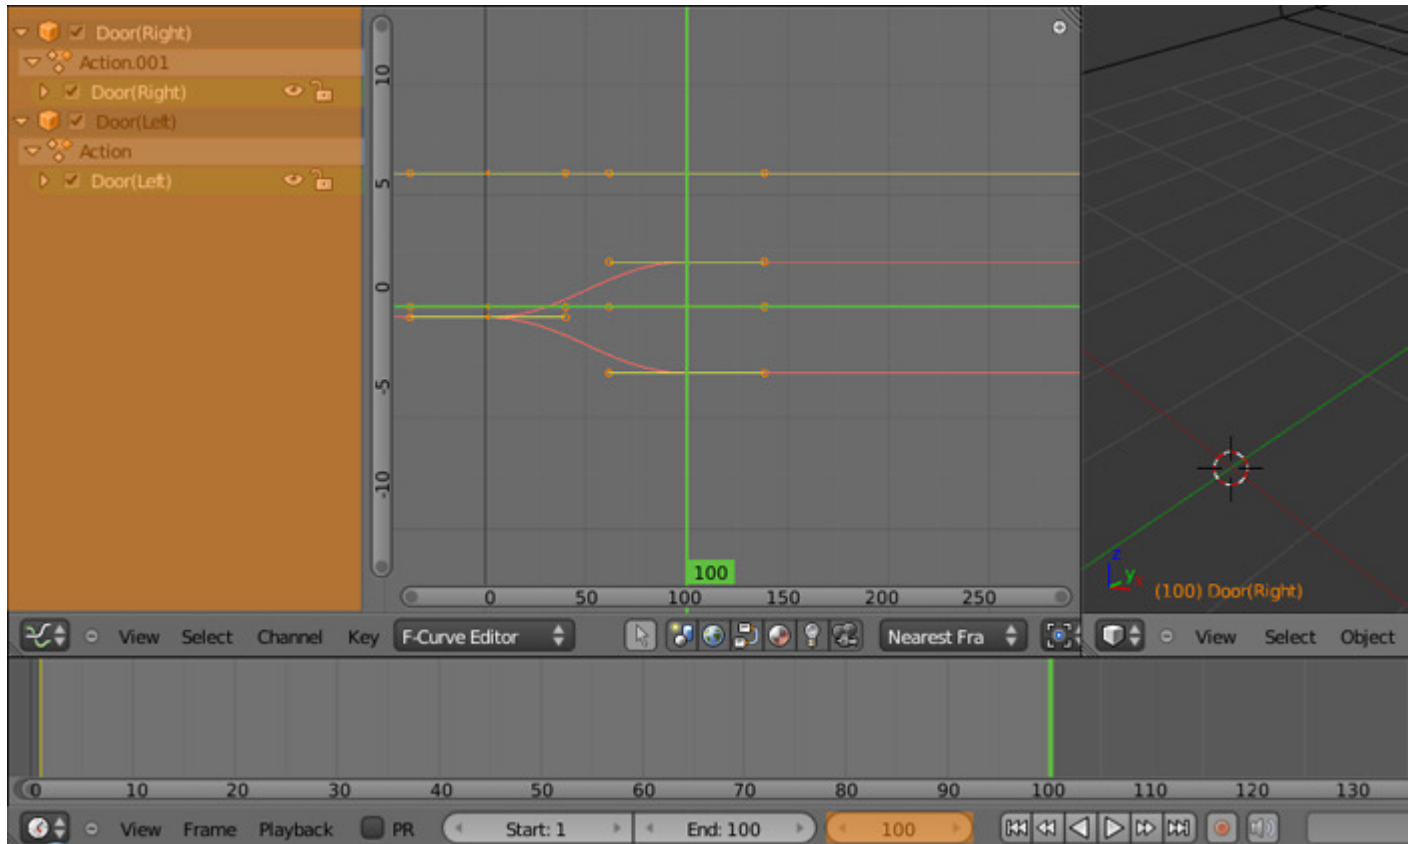 Door(Right)
Action.001
Door(Right)
Door(Left)
Action
Door(Left)
10
5
0
-5
-10
100
0 50 100 150 200 250
z
y x
(100) Door(Right)
View Select Channel Key F-Curve Editor Nearest Fra View Select Object
0 10 20 30 40 50 60 70 80 90 100 110 120 130
View Frame Playback PR Start: 1 End: 100 100